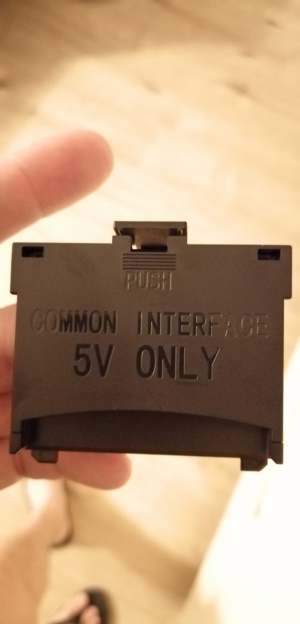 PUSH
COMMON INTERFACE
5V ONLY